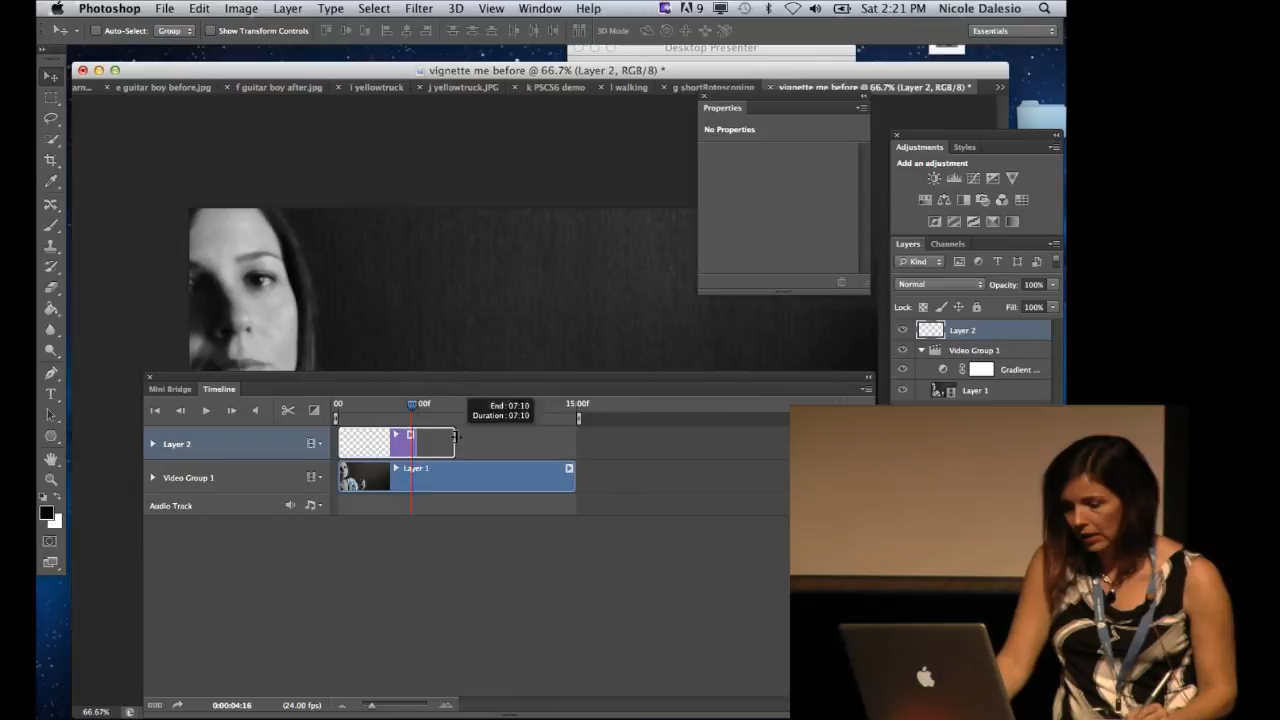 Photoshop File Edit Image Layer Type Select Filter 3D View Window Help 9 Sat 2:21 PM Nicole Dalesio
Auto-Select: Group Show Transform Controls 3D Mode Essentials
Desktop Presenter
vignette me before @ 66.7% (Layer 2, RGB/8) *
arn... × e guitar boy before.jpg × f guitar boy after.jpg × i yellowtruck × j yellowtruck.JPG × k PSCS6 demo × l walking × g shortRotoscoping × vignette me before @ 66.7% (Layer 2, RGB/8) * >>
Properties
No Properties
Adjustments Styles
Add an adjustment
Layers Channels
Kind
Normal Opacity: 100%
Lock: Fill: 100%
Layer 2
Video Group 1
Gradient ...
Layer 1
Mini Bridge Timeline
00 00f 15:00f
End: 07:10
Duration: 07:10
Layer 2
Video Group 1 Layer 1
Audio Track
0:00:04:16 (24.00 fps)
66.67%